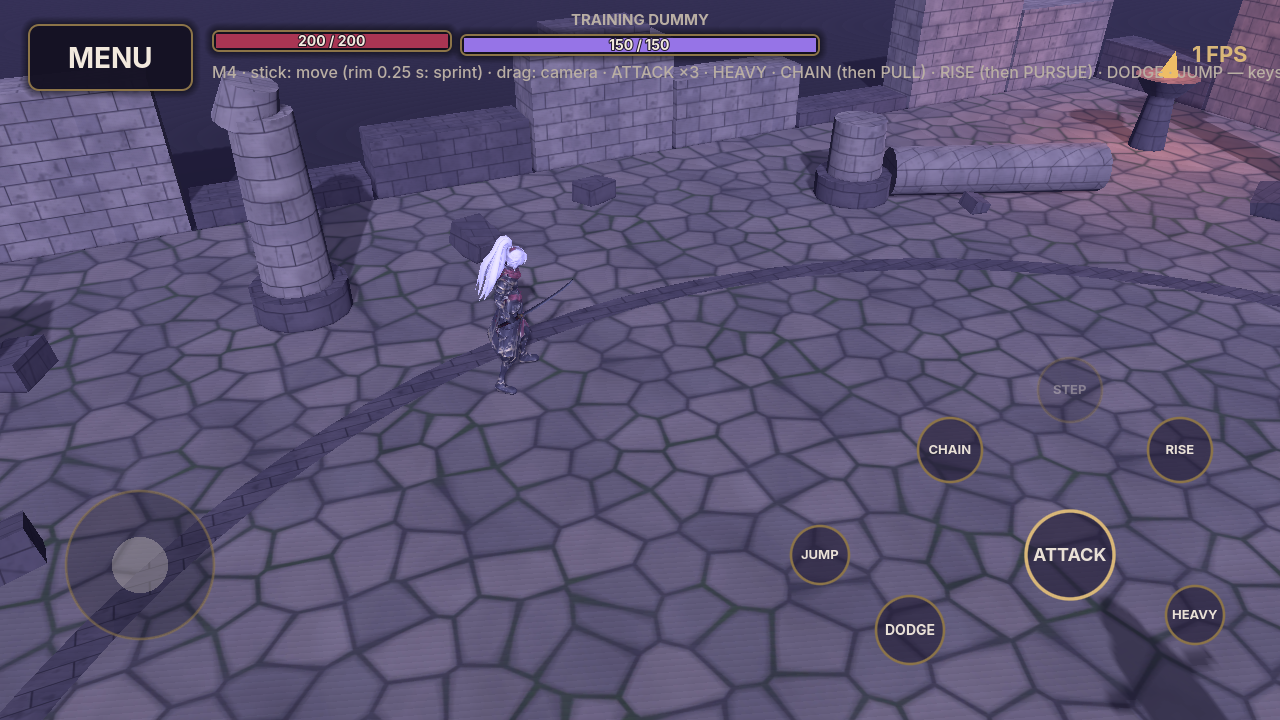 TRAINING DUMMY
MENU
200 / 200
150 / 150
1 FPS
M4 · stick: move (rim 0.25 s: sprint) · drag: camera · ATTACK ×3 · HEAVY · CHAIN (then PULL) · RISE (then PURSUE) · DODGE JUMP — keys
STEP
CHAIN
RISE
JUMP
ATTACK
DODGE
HEAVY